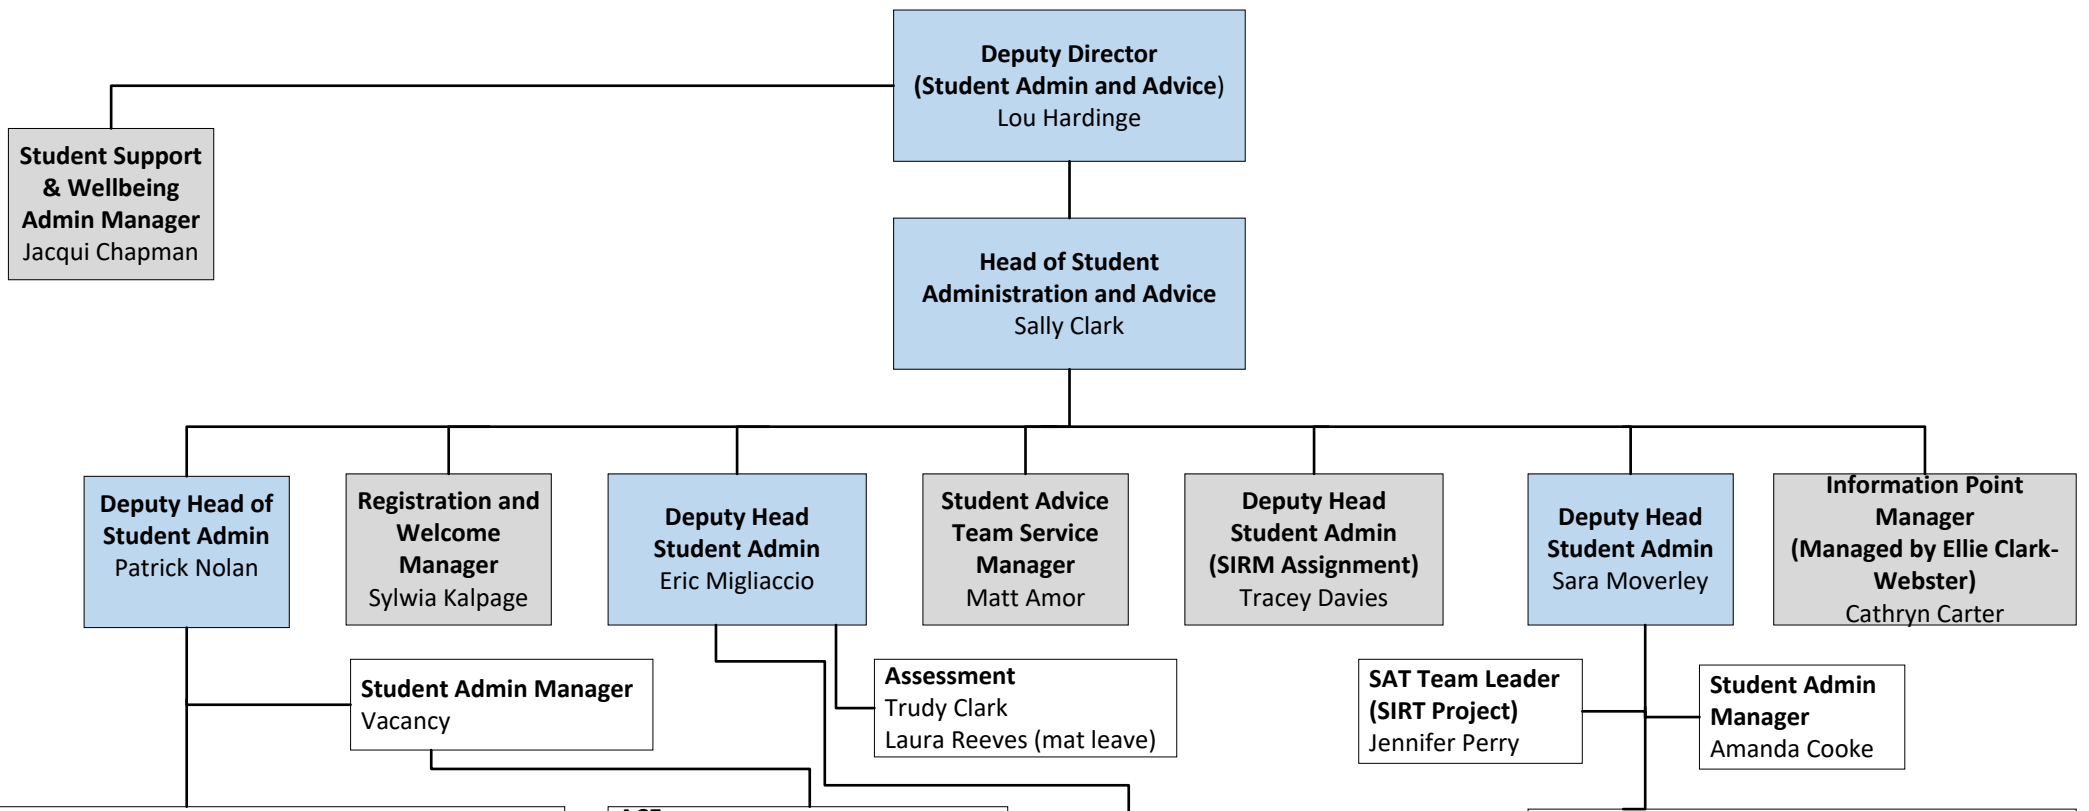 Deputy Director
(Student Admin and Advice)
Lou Hardinge
Student Support
& Wellbeing
Admin Manager
Jacqui Chapman
Head of Student
Administration and Advice
Sally Clark
Deputy Head of
Student Admin
Patrick Nolan
Registration and
Welcome
Manager
Sylwia Kalpage
Deputy Head
Student Admin
Eric Migliaccio
Student Advice
Team Service
Manager
Matt Amor
Deputy Head
Student Admin
(SIRM Assignment)
Tracey Davies
Deputy Head
Student Admin
Sara Moverley
Information Point
Manager
(Managed by Ellie Clark-
Webster)
Cathryn Carter
Student Admin Manager
Vacancy
Assessment
Trudy Clark
Laura Reeves (mat leave)
SAT Team Leader
(SIRT Project)
Jennifer Perry
Student Admin
Manager
Amanda Cooke